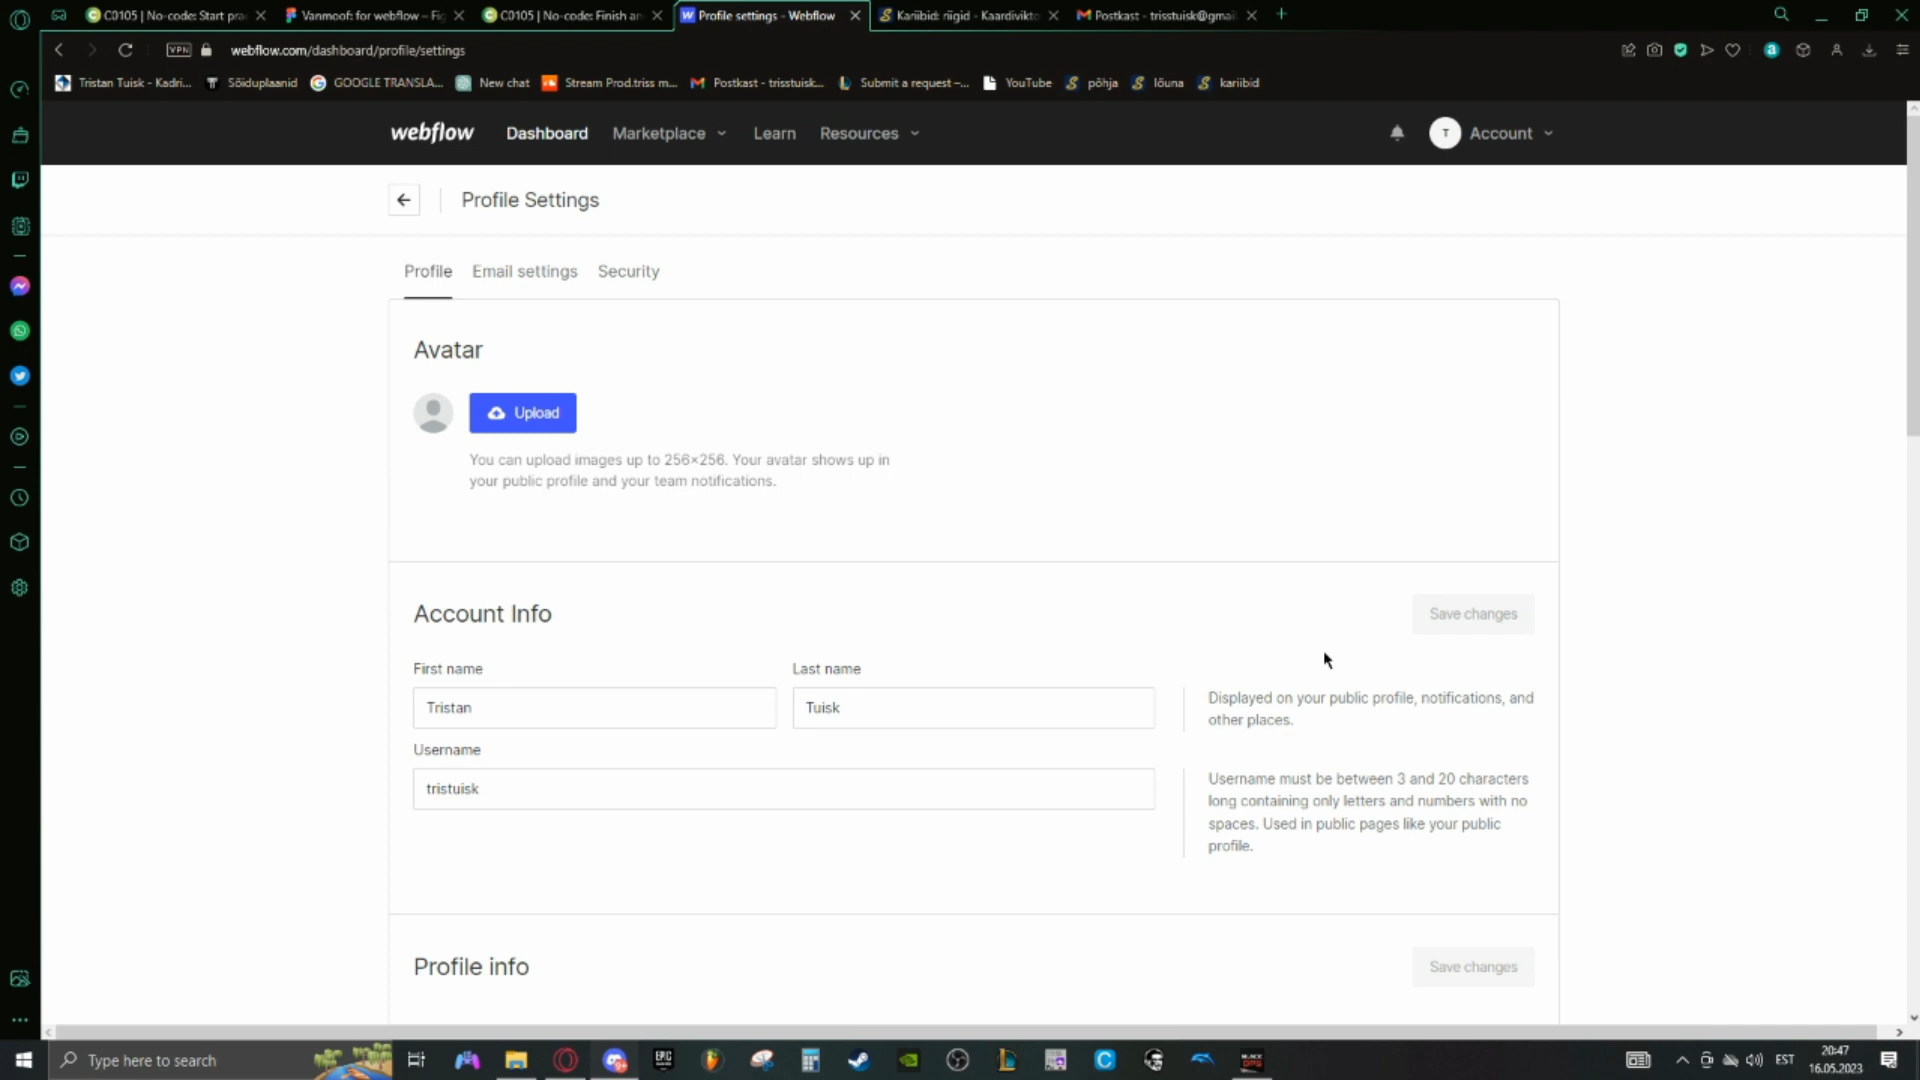 C0105 | No-code: Start pra
Vanmoof: for webflow – Fig
C0105 | No-code: Finish an
Profile settings - Webflow
Kariibid: riigid - Kaardivikto
Postkast - trisstuisk@gmai
VPN
webflow.com/dashboard/profile/settings
Tristan Tuisk - Kadri...
Sõiduplaanid
GOOGLE TRANSLA...
New chat
Stream Prod.triss m...
Postkast - trisstuisk...
Submit a request –...
YouTube
põhja
lõuna
kariibid
webflow
Dashboard
Marketplace
Learn
Resources
T
Account
Profile Settings
Profile
Email settings
Security
Avatar
Upload
You can upload images up to 256×256. Your avatar shows up in
your public profile and your team notifications.
Account Info
Save changes
First name
Last name
Tristan
Tuisk
Displayed on your public profile, notifications, and
other places.
Username
tristuisk
Username must be between 3 and 20 characters
long containing only letters and numbers with no
spaces. Used in public pages like your public
profile.
Profile info
Save changes
Type here to search
EPIC
EST
20:47
16.05.2023